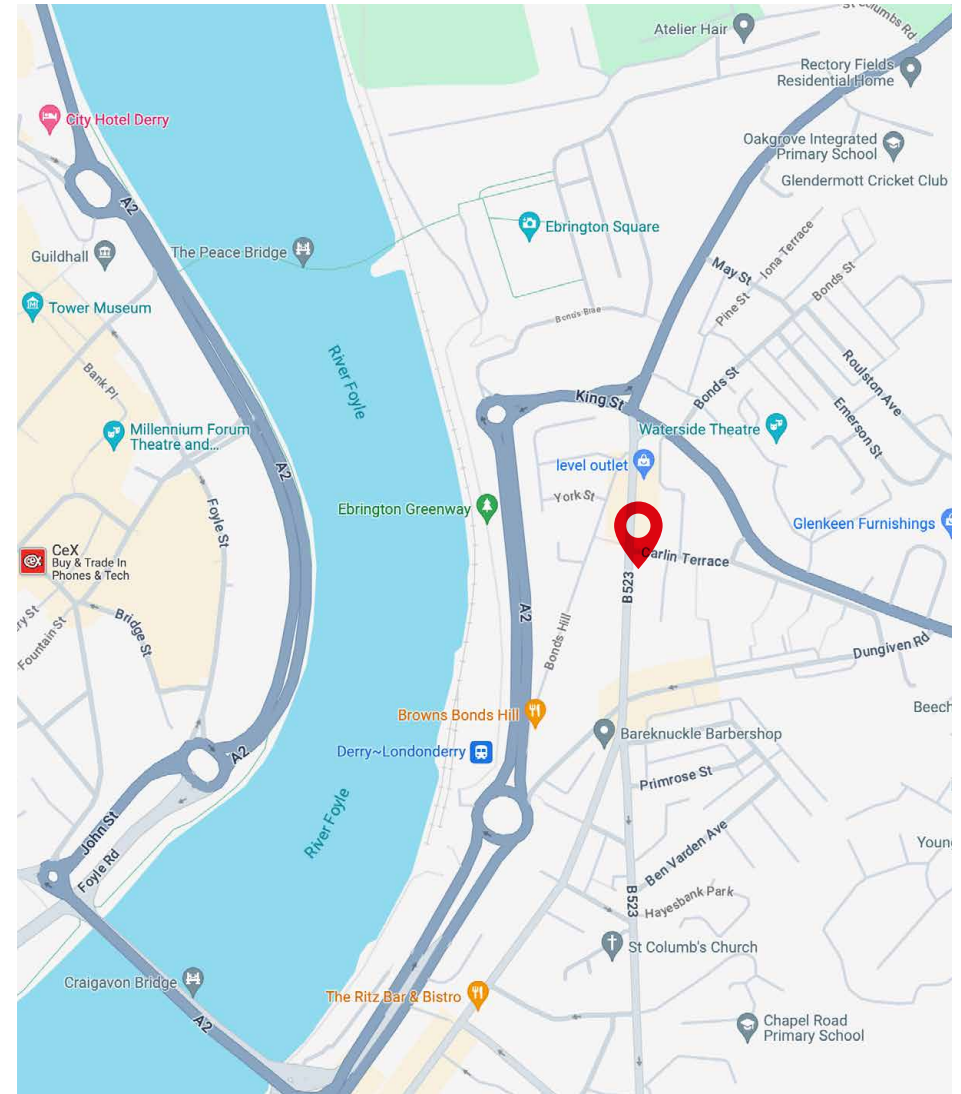 St Columbs Rd
Atelier Hair
Rectory Fields
Residential Home
City Hotel Derry
Oakgrove Integrated
Primary School
Glendermott Cricket Club
A2
Ebrington Square
The Peace Bridge
Guildhall
Iona Terrace
May St
Bonds St
Pine St
Tower Museum
Bond's Brae
River Foyle
Roulston Ave
Bank Pl
Bonds St
King St
Emerson St
Millennium Forum
Theatre and...
Waterside Theatre
level outlet
A2
York St
Ebrington Greenway
Foyle St
Glenkeen Furnishings
CeX
Buy & Trade In
Phones & Tech
Carlin Terrace
B523
A2
ry St
Fountain St
Bridge St
Bonds Hill
Dungiven Rd
Beech
Browns Bonds Hill
Bareknuckle Barbershop
Derry~Londonderry
A2
Primrose St
River Foyle
John St
Foyle Rd
Ben Varden Ave
Young
B523
Hayesbank Park
St Columb's Church
Craigavon Bridge
The Ritz Bar & Bistro
A2
Chapel Road
Primary School